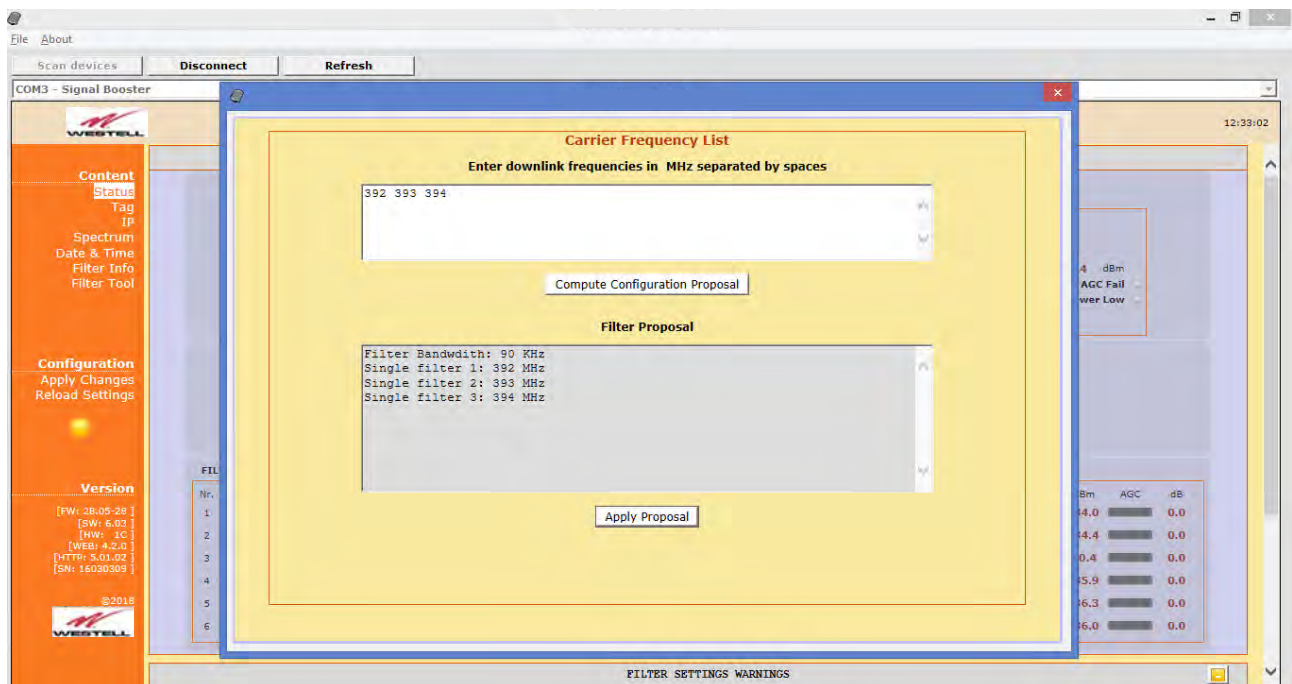 File About
Scan devices Disconnect Refresh
COM3 - Signal Booster
WESTELL
12:33:02
Content
Status
Tag
IP
Spectrum
Date & Time
Filter Info
Filter Tool
Configuration
Apply Changes
Reload Settings
Version
[FW: 2B.05-28 ]
[SW: 6.03 ]
[HW: 1C ]
[WEB: 4.2.0 ]
[HTTP: 5.01.02 ]
[SN: 16030309 ]
©2018
WESTELL
Carrier Frequency List
Enter downlink frequencies in MHz separated by spaces
392 393 394
Compute Configuration Proposal
Filter Proposal
Filter Bandwdith: 90 KHz
Single filter 1: 392 MHz
Single filter 2: 393 MHz
Single filter 3: 394 MHz
Apply Proposal
4 dBm
AGC Fail
wer Low
FIL
Nr. Bm AGC dB
1 4.0 0.0
2 4.4 0.0
3 0.4 0.0
4 5.9 0.0
5 6.3 0.0
6 6.0 0.0
FILTER SETTINGS WARNINGS